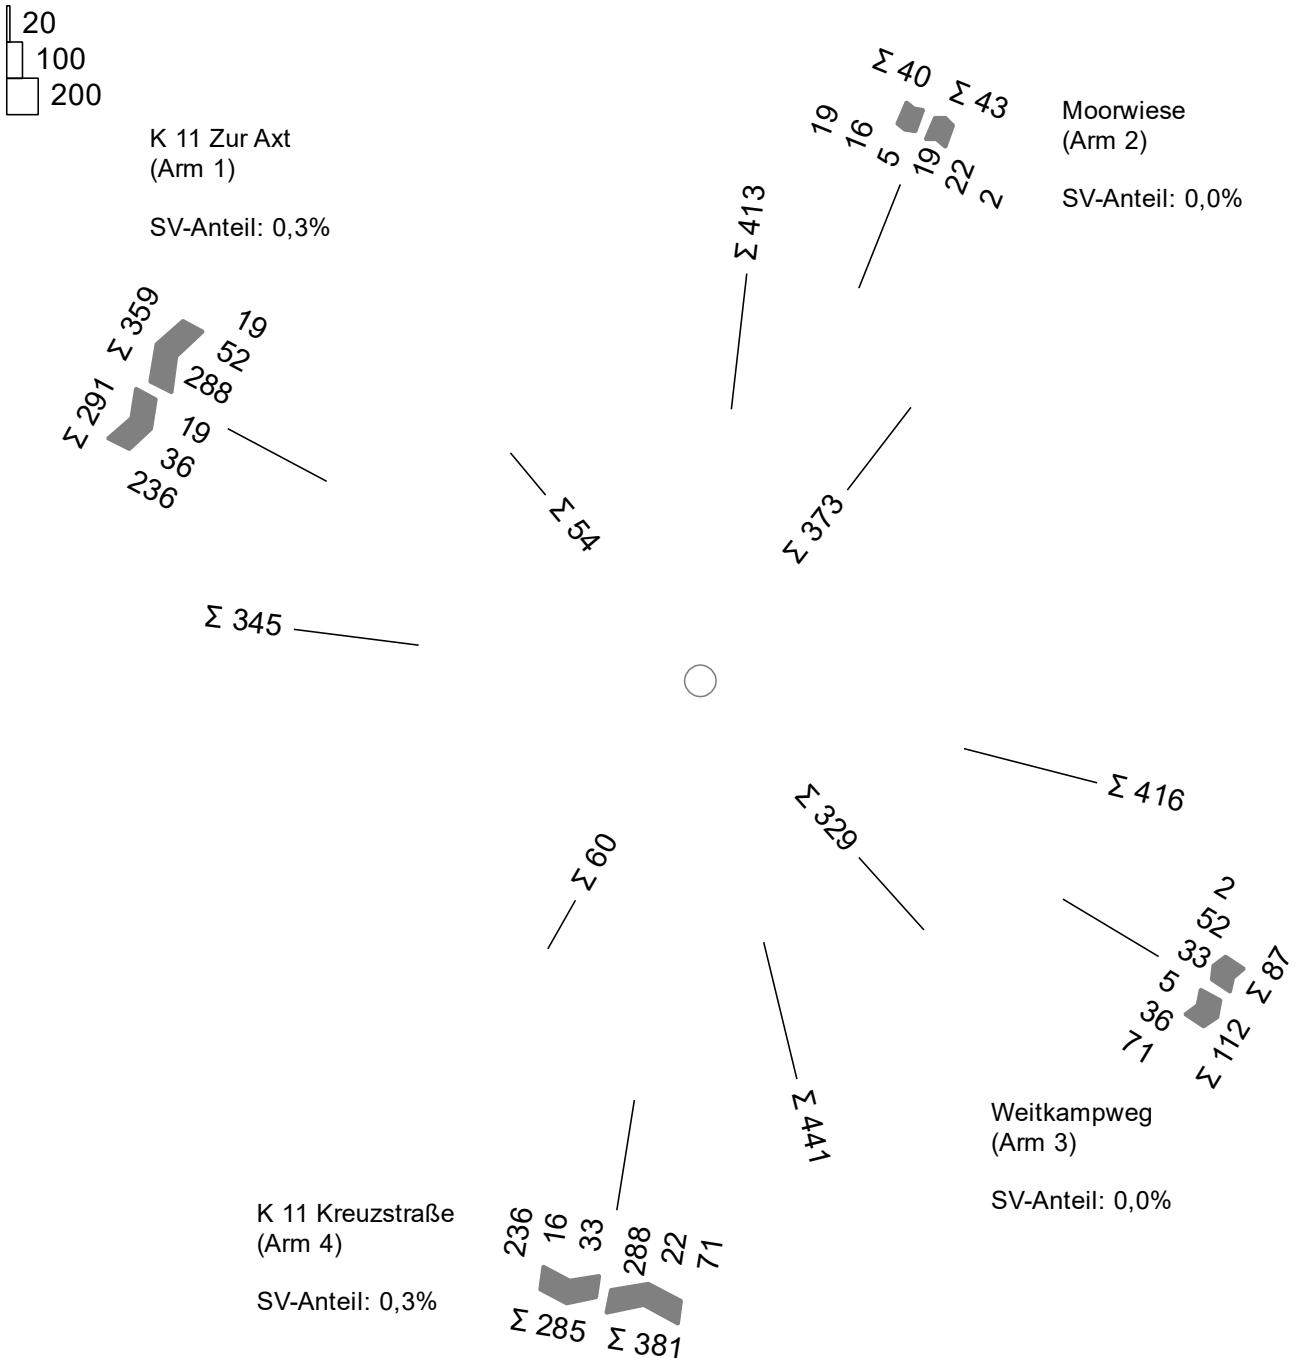 20
100
200
K 11 Zur Axt
(Arm 1)
SV-Anteil: 0,3%
Σ 40
Σ 43
19
16
5
19
22
2
Moorwiese
(Arm 2)
SV-Anteil: 0,0%
Σ 413
Σ 359
19
52
288
Σ 291
19
36
236
Σ 54
Σ 373
Σ 345
Σ 416
Σ 329
Σ 60
2
52
33
Σ 87
5
36
71
Σ 112
Σ 441
Weitkampweg
(Arm 3)
SV-Anteil: 0,0%
K 11 Kreuzstraße
(Arm 4)
SV-Anteil: 0,3%
236
16
33
288
22
71
Σ 285
Σ 381